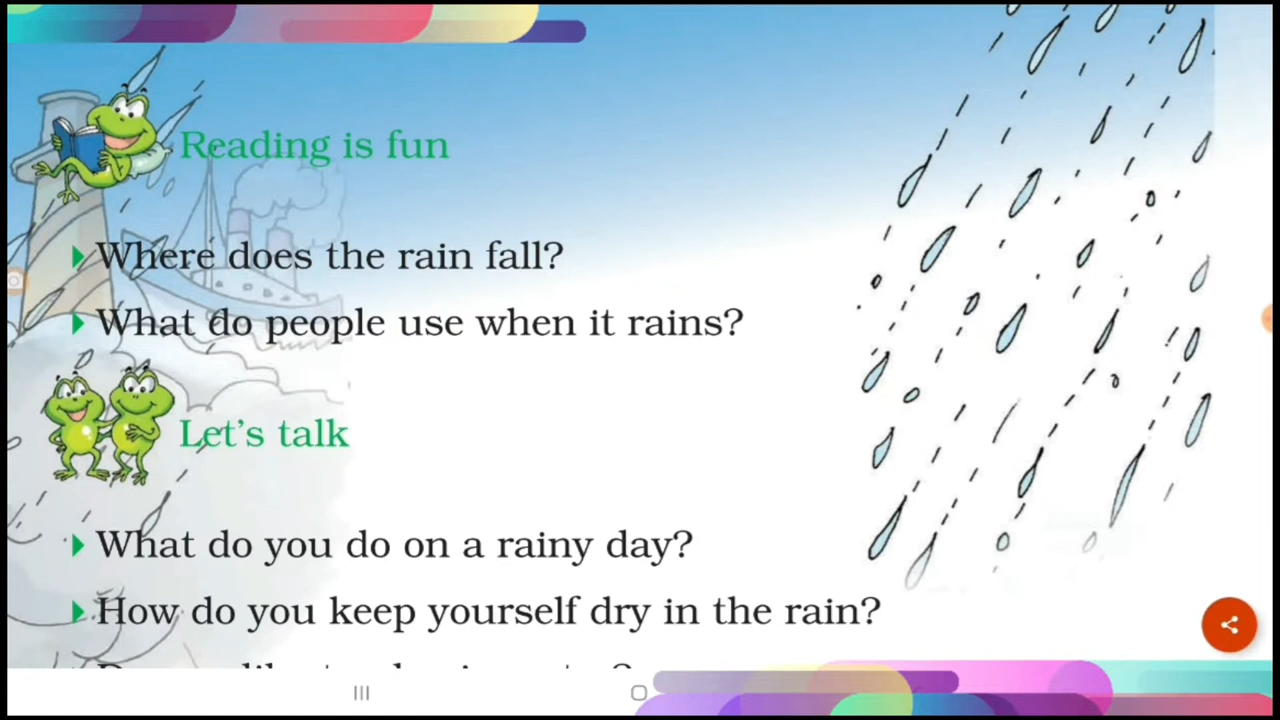 Reading is fun
Where does the rain fall?
What do people use when it rains?
Let's talk
What do you do on a rainy day?
How do you keep yourself dry in the rain?